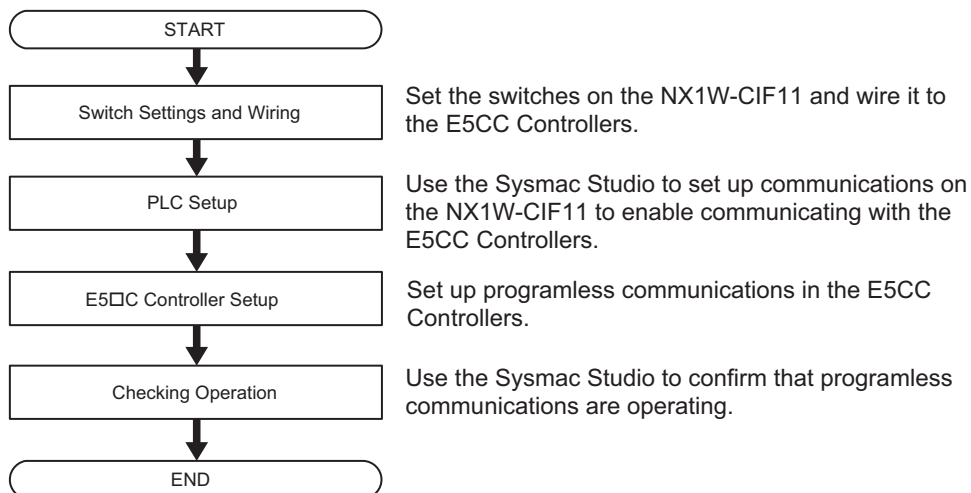 START
Switch Settings and Wiring
Set the switches on the NX1W-CIF11 and wire it to
the E5CC Controllers.
PLC Setup
Use the Sysmac Studio to set up communications on
the NX1W-CIF11 to enable communicating with the
E5CC Controllers.
E5□C Controller Setup
Set up programless communications in the E5CC
Controllers.
Checking Operation
Use the Sysmac Studio to confirm that programless
communications are operating.
END